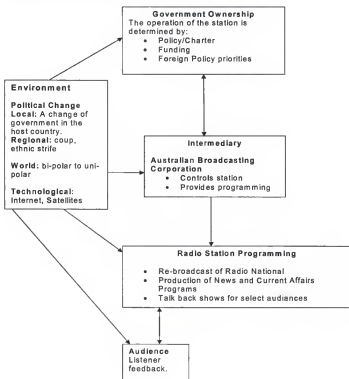 Government Ownership
The operation of the station is
determined by:
• Policy/Charter
• Funding
• Foreign Policy priorities
Environment
Political Change
Local: A change of
government in the
host country.
Regional: coup,
ethnic strife
World: bi-polar to uni-
polar
Technological:
Internet, Satellites
Intermediary
Australian Broadcasting
Corporation
• Controls station
• Provides programming
Radio Station Programming
• Re-broadcast of Radio National
• Production of News and Current Affairs
Programs
• Talk back shows for select audiances
Audience
Listener
feedback.